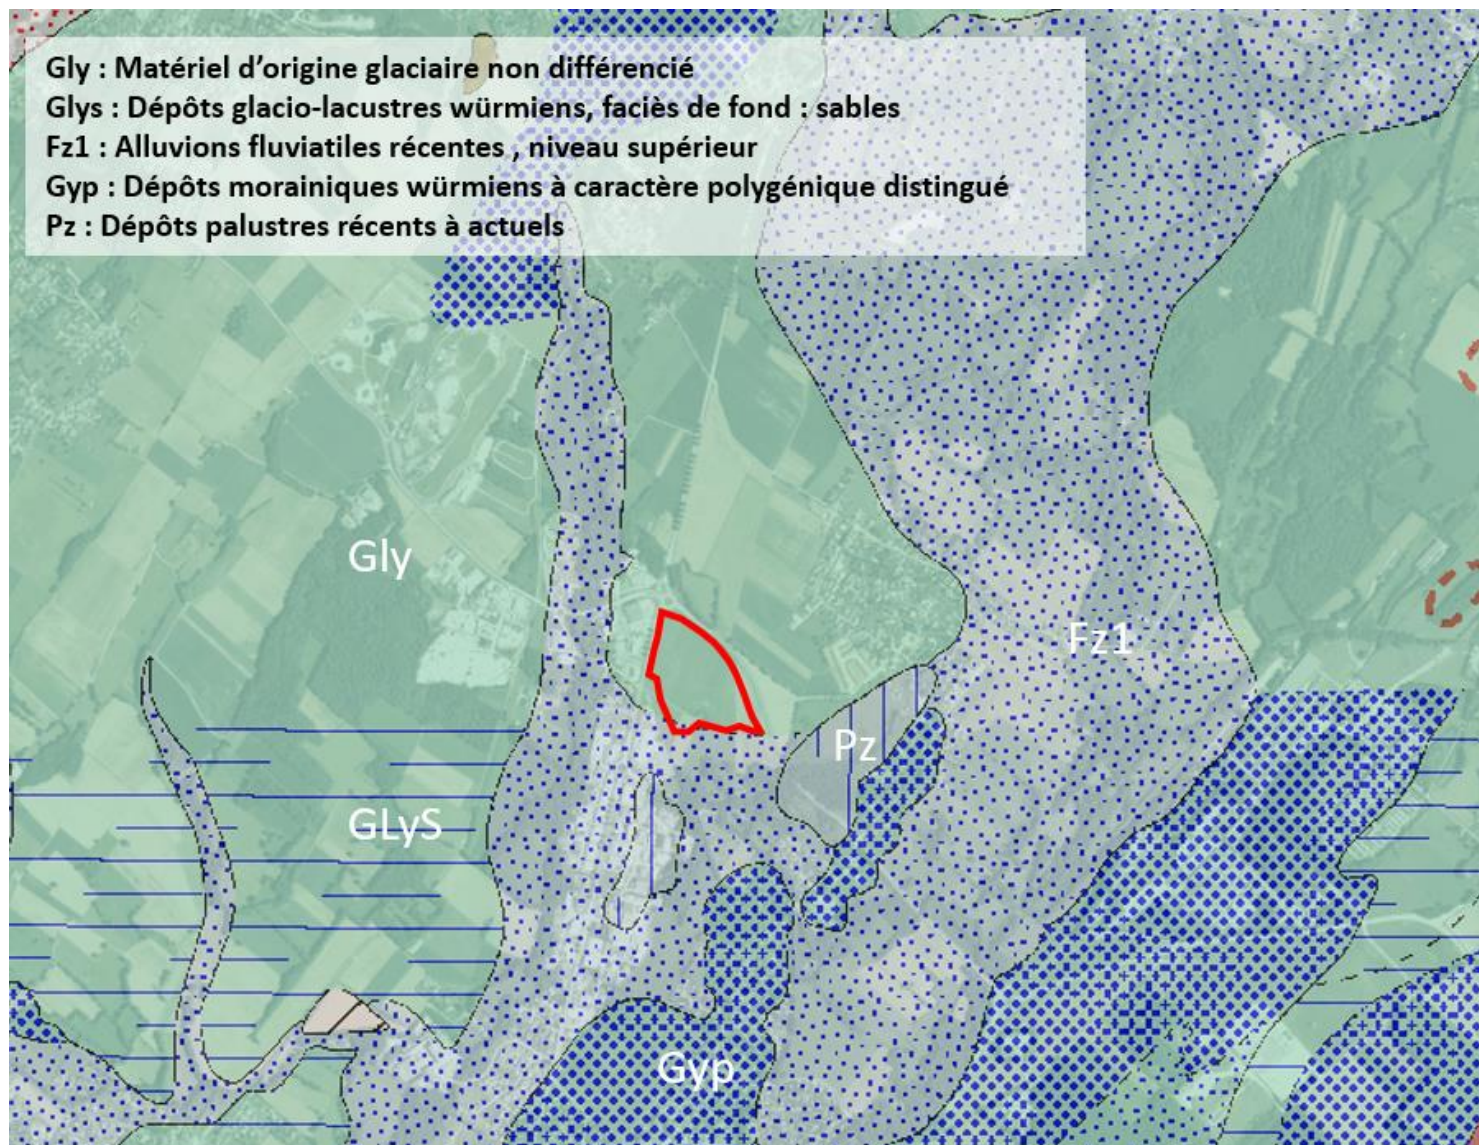 Gly : Matériel d’origine glaciaire non différencié
Glys : Dépôts glacio-lacustres würmiens, faciès de fond : sables
Fz1 : Alluvions fluviatiles récentes , niveau supérieur
Gyp : Dépôts morainiques würmiens à caractère polygénique distingué
Pz : Dépôts palustres récents à actuels
Gly
Fz1
Pz
GLyS
Gyp